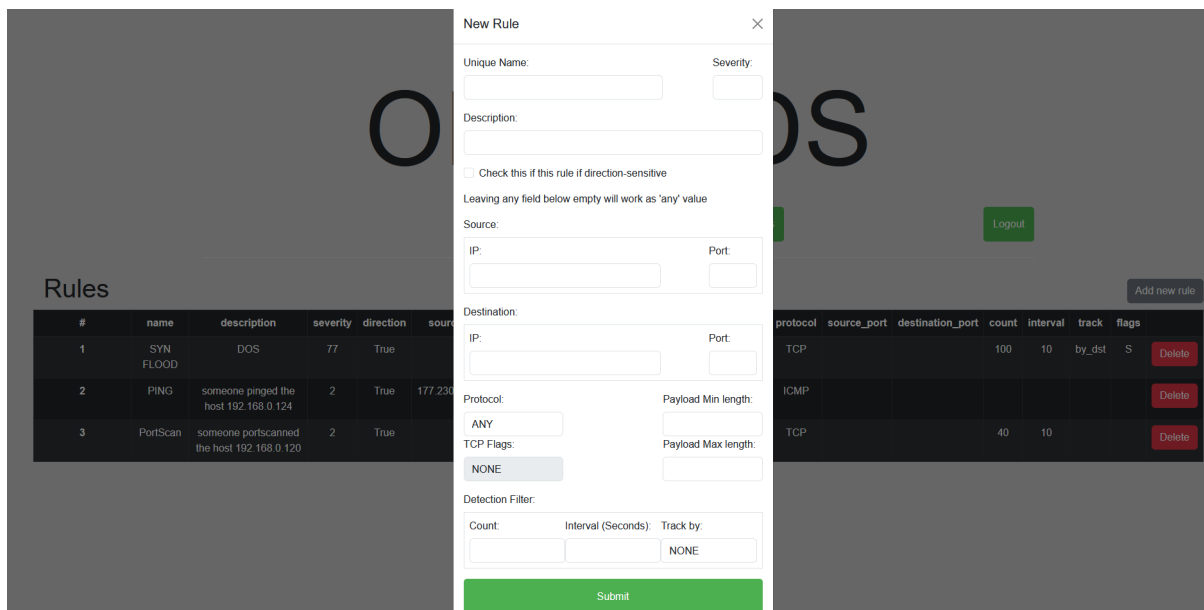 New Rule
Unique Name: Severity:
Description:
Check this if this rule if direction-sensitive
Leaving any field below empty will work as 'any' value
Source:
IP: Port:
Destination:
IP: Port:
Protocol: Payload Min length:
ANY
TCP Flags: Payload Max length:
NONE
Detection Filter:
Count: Interval (Seconds): Track by:
NONE
Submit
O DS
Logout
Rules
Add new rule
# name description severity direction protocol source_port destination_port count interval track flags
1 SYN FLOOD DOS 77 True TCP 100 10 by_dst S Delete
2 PING someone pinged the host 192.168.0.124 2 True 177.230 ICMP Delete
3 PortScan someone portscanned the host 192.168.0.120 2 True TCP 40 10 Delete